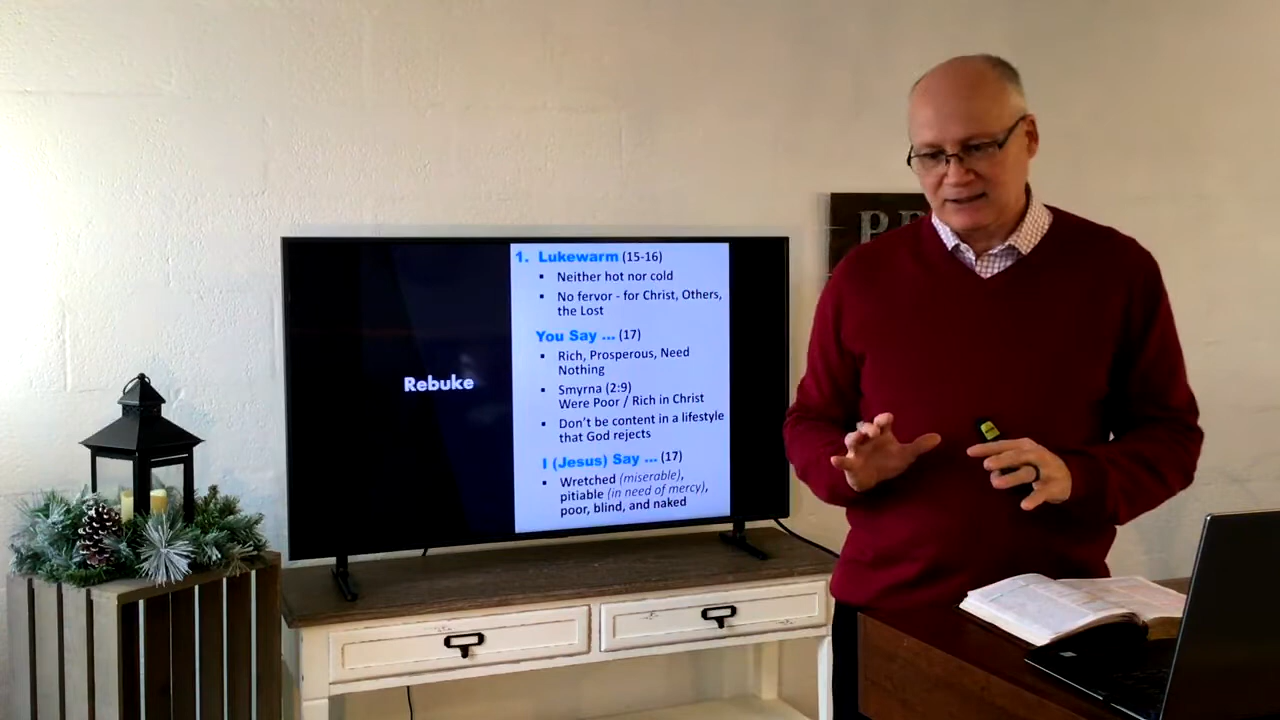 Rebuke
1. Lukewarm (15-16)
▪ Neither hot nor cold
▪ No fervor - for Christ, Others,
the Lost
You Say ... (17)
▪ Rich, Prosperous, Need
Nothing
▪ Smyrna (2:9)
Were Poor / Rich in Christ
▪ Don't be content in a lifestyle
that God rejects
I (Jesus) Say ... (17)
▪ Wretched (miserable),
pitiable (in need of mercy),
poor, blind, and naked